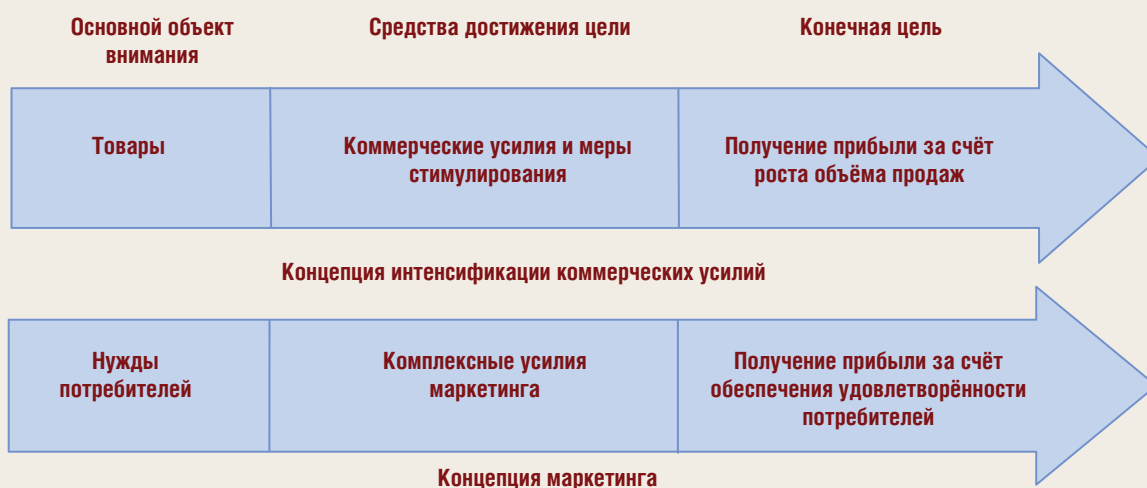 Основной объект
внимания
Средства достижения цели
Конечная цель
Товары
Коммерческие усилия и меры
стимулирования
Получение прибыли за счёт
роста объёма продаж
Концепция интенсификации коммерческих усилий
Нужды
потребителей
Комплексные усилия
маркетинга
Получение прибыли за счёт
обеспечения удовлетворённости
потребителей
Концепция маркетинга